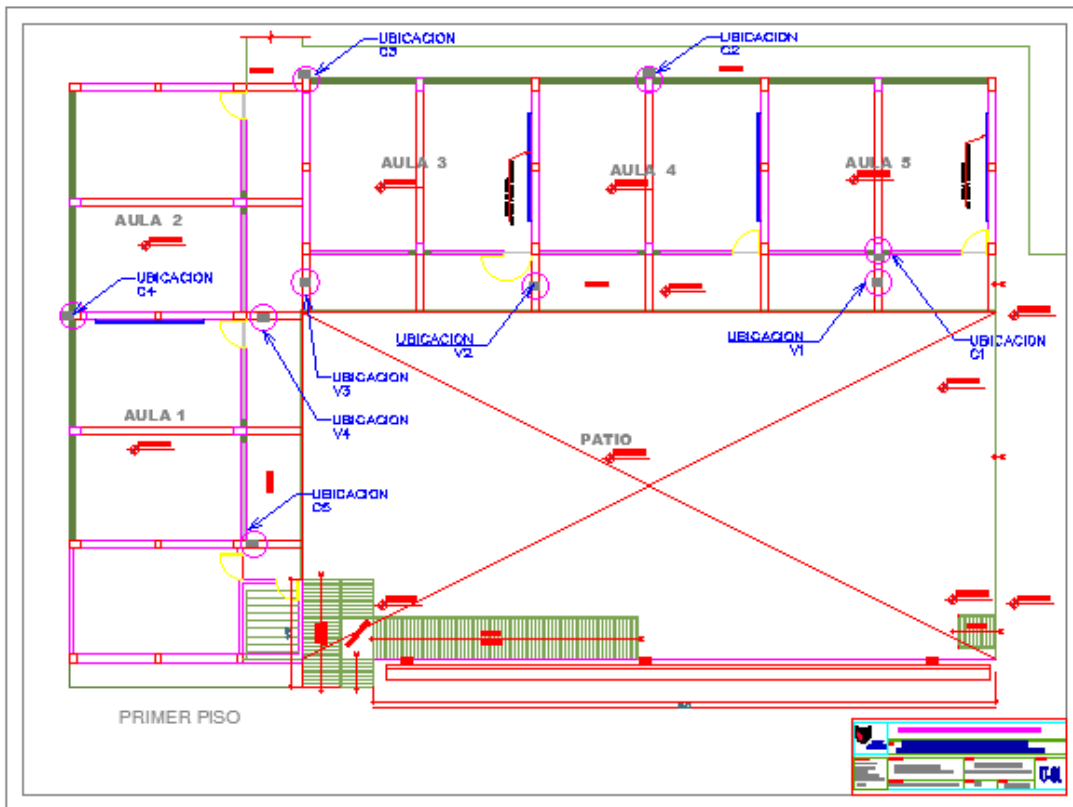 UBICACION
C3
UBICACION
C2
AULA 3
AULA 4
AULA 5
AULA 2
UBICACION
C4
UBICACION
V2
UBICACION
V1
UBICACION
C1
UBICACION
V3
AULA 1
UBICACION
V4
PATIO
UBICACION
C5
PRIMER PISO